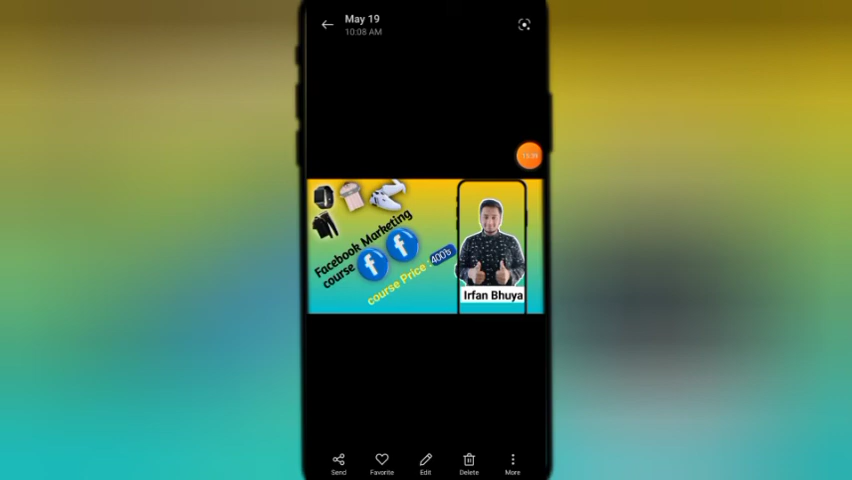 May 19
10:08 AM
Facebook Marketing
course
course Price : 400৳
Irfan Bhuya
Send
Favorite
Edit
Delete
More